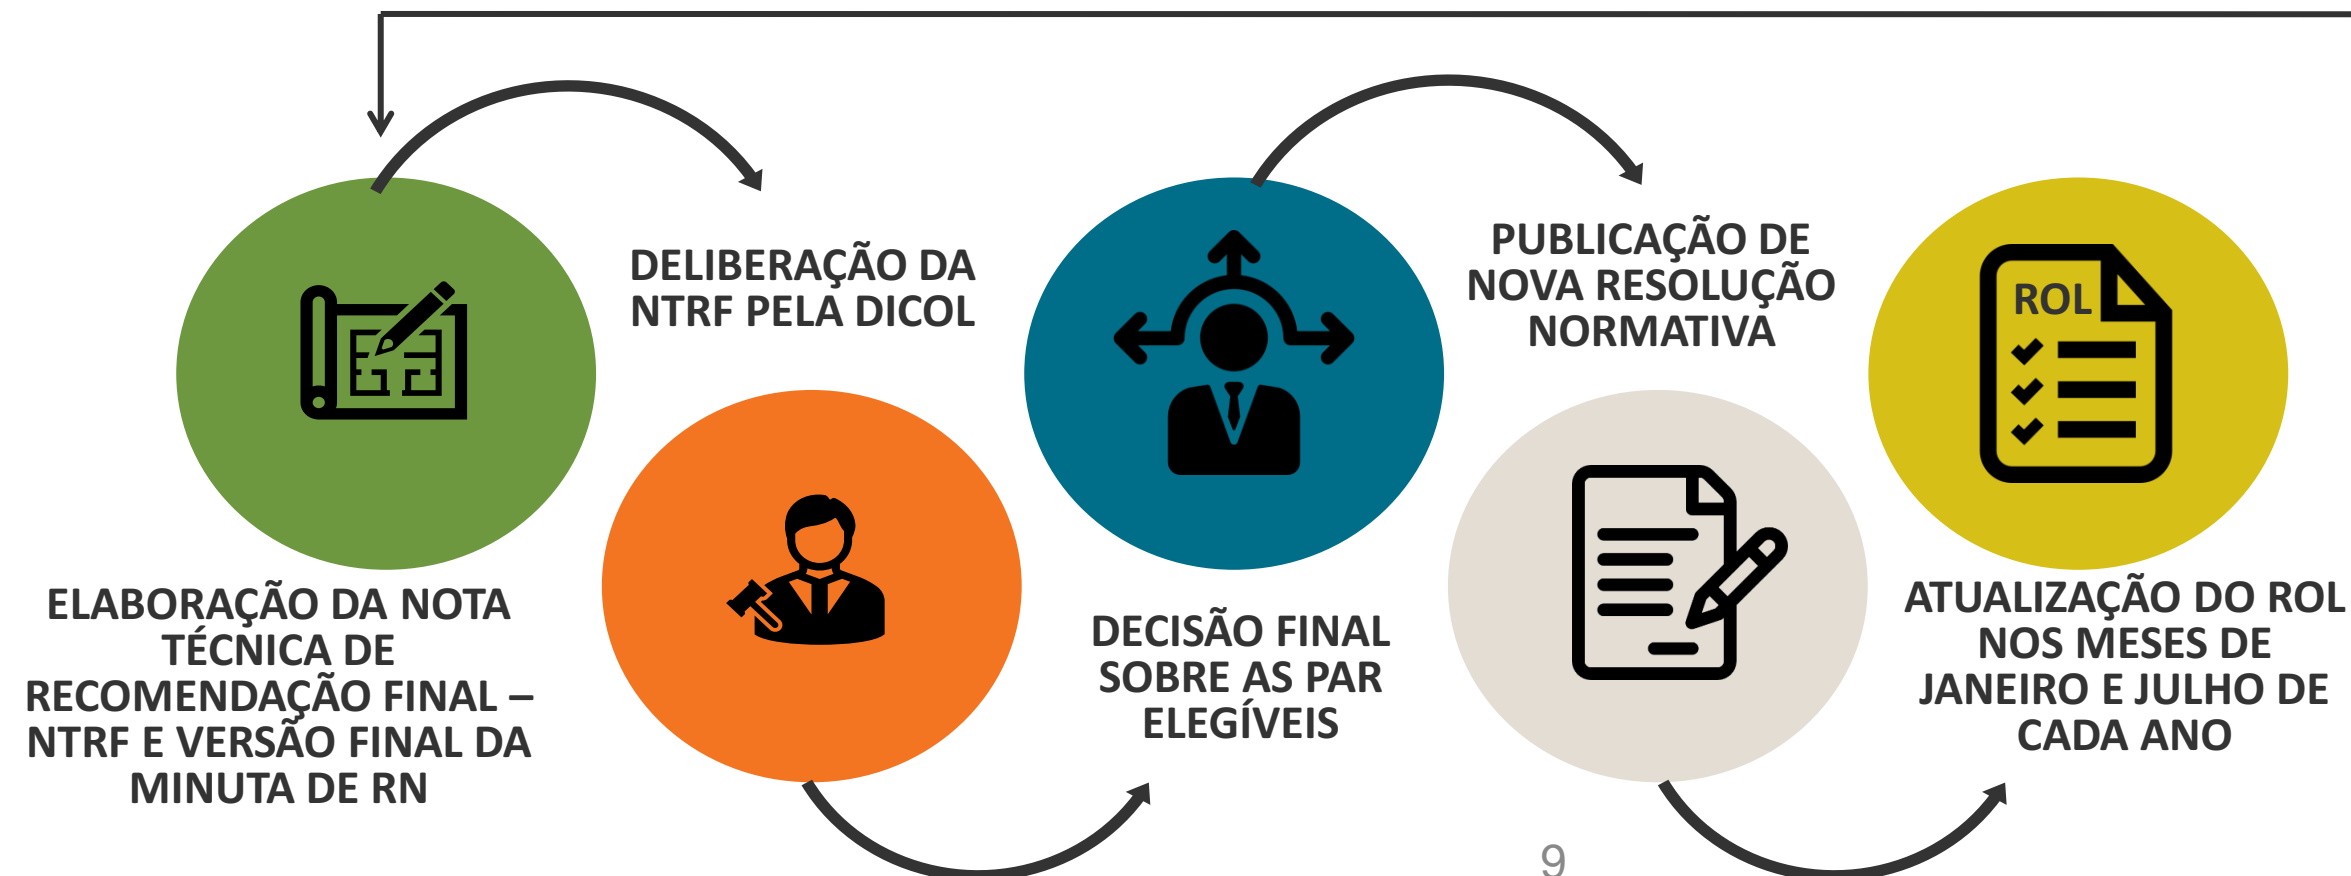 ELABORAÇÃO DA NOTA
TÉCNICA DE
RECOMENDAÇÃO FINAL –
NTRF E VERSÃO FINAL DA
MINUTA DE RN
DELIBERAÇÃO DA
NTRF PELA DICOL
DECISÃO FINAL
SOBRE AS PAR
ELEGÍVEIS
PUBLICAÇÃO DE
NOVA RESOLUÇÃO
NORMATIVA
ROL
ATUALIZAÇÃO DO ROL
NOS MESES DE
JANEIRO E JULHO DE
CADA ANO
9